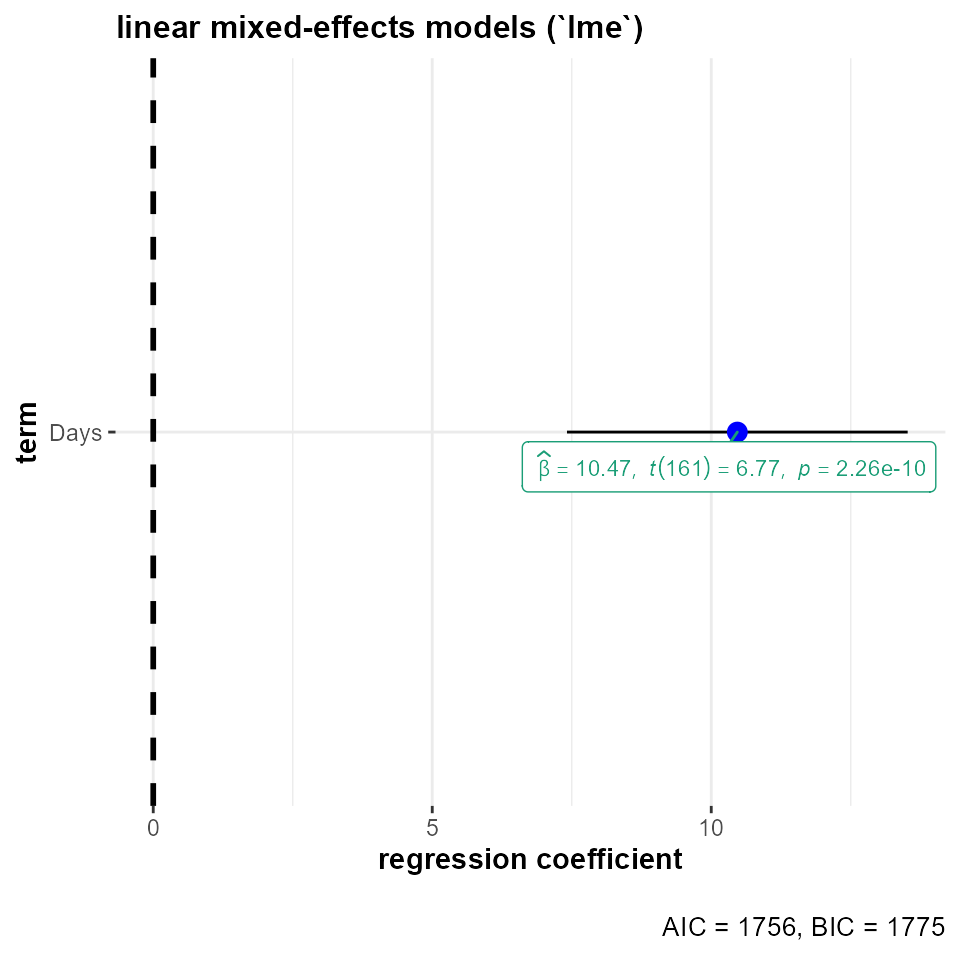 linear mixed-effects models (`lme`)
term
Days
β̂ = 10.47, t(161) = 6.77, p = 2.26e-10
0 5 10
regression coefficient
AIC = 1756, BIC = 1775